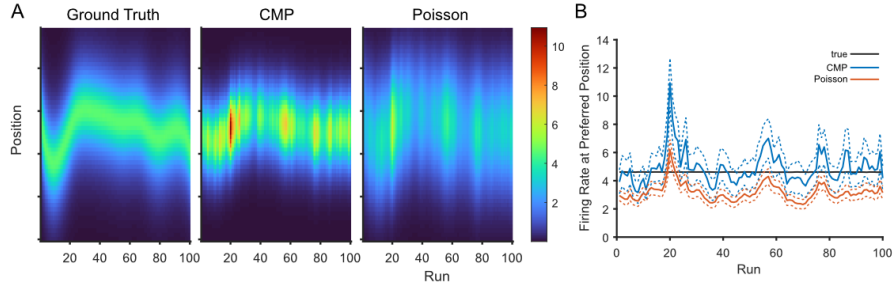 A
Ground Truth
CMP
Poisson
Position
20 40 60 80 100
20 40 60 80 100
20 40 60 80 100
Run
10
8
6
4
2
B
true
CMP
Poisson
Firing Rate at Preferred Position
14
12
10
8
6
4
2
0
1 20 40 60 80 100
Run